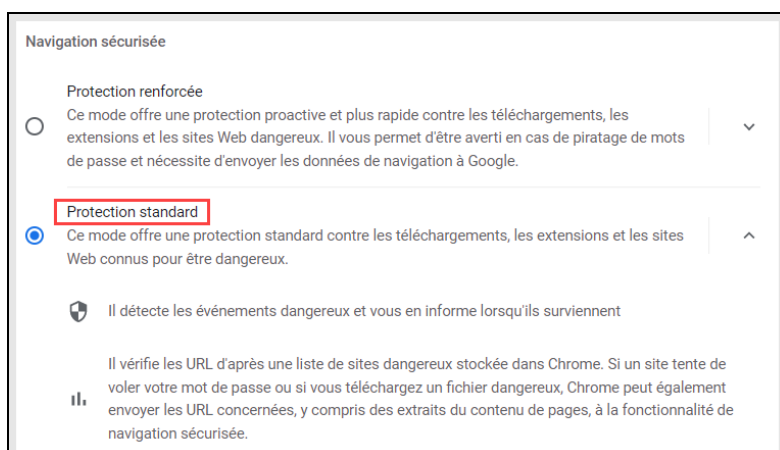 Navigation sécurisée
Protection renforcée
Ce mode offre une protection proactive et plus rapide contre les téléchargements, les
extensions et les sites Web dangereux. Il vous permet d'être averti en cas de piratage de mots
de passe et nécessite d'envoyer les données de navigation à Google.
Protection standard
Ce mode offre une protection standard contre les téléchargements, les extensions et les sites
Web connus pour être dangereux.
Il détecte les événements dangereux et vous en informe lorsqu'ils surviennent
Il vérifie les URL d'après une liste de sites dangereux stockée dans Chrome. Si un site tente de
voler votre mot de passe ou si vous téléchargez un fichier dangereux, Chrome peut également
envoyer les URL concernées, y compris des extraits du contenu de pages, à la fonctionnalité de
navigation sécurisée.